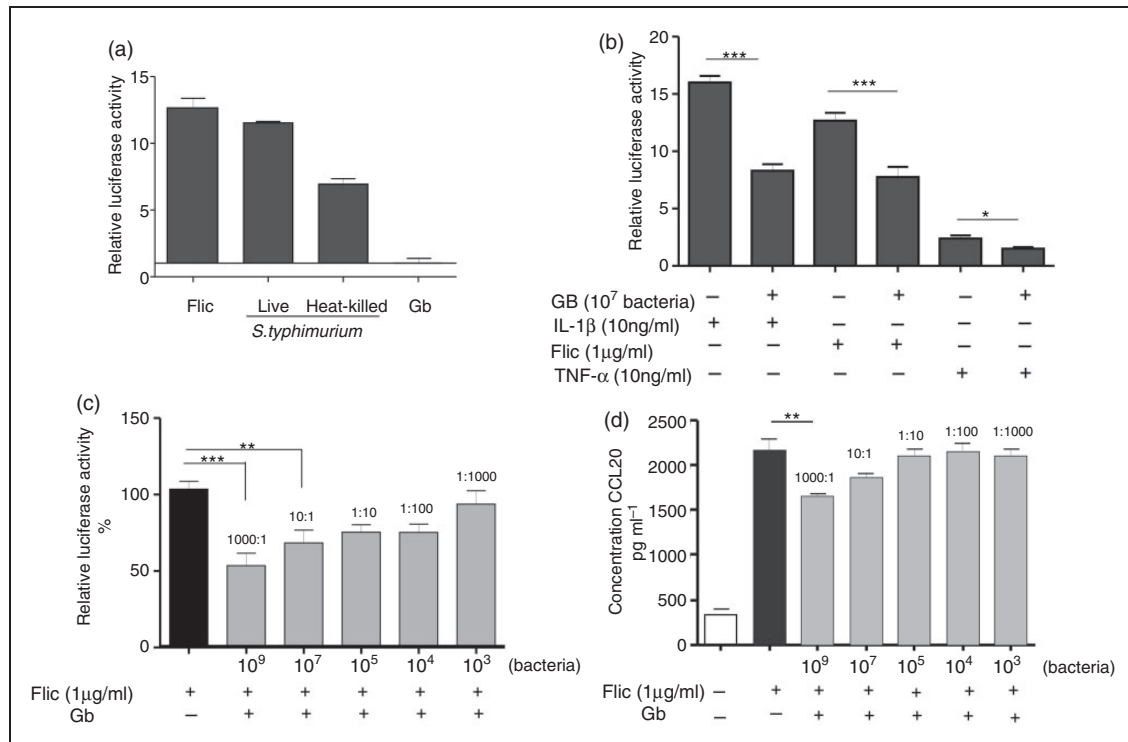 (a)
Relative luciferase activity
15
10
5
0
Flic Live Heat-killed Gb
S.typhimurium
(b)
Relative luciferase activity
20
15
10
5
0
*** *** *
GB (10⁷ bacteria) – + – + – +
IL-1β (10ng/ml) + + – – – –
Flic (1μg/ml) – – + + – –
TNF-α (10ng/ml) – – – – + +
(c)
Relative luciferase activity
%
150
100
50
0
**
***
1000:1 10:1 1:10 1:100 1:1000
10⁹ 10⁷ 10⁵ 10⁴ 10³ (bacteria)
Flic (1μg/ml) + + + + + +
Gb – + + + + +
(d)
Concentration CCL20
pg ml⁻¹
2500
2000
1500
1000
500
0
**
1000:1 10:1 1:10 1:100 1:1000
10⁹ 10⁷ 10⁵ 10⁴ 10³ (bacteria)
Flic (1μg/ml) – + + + + + +
Gb – – + + + + +